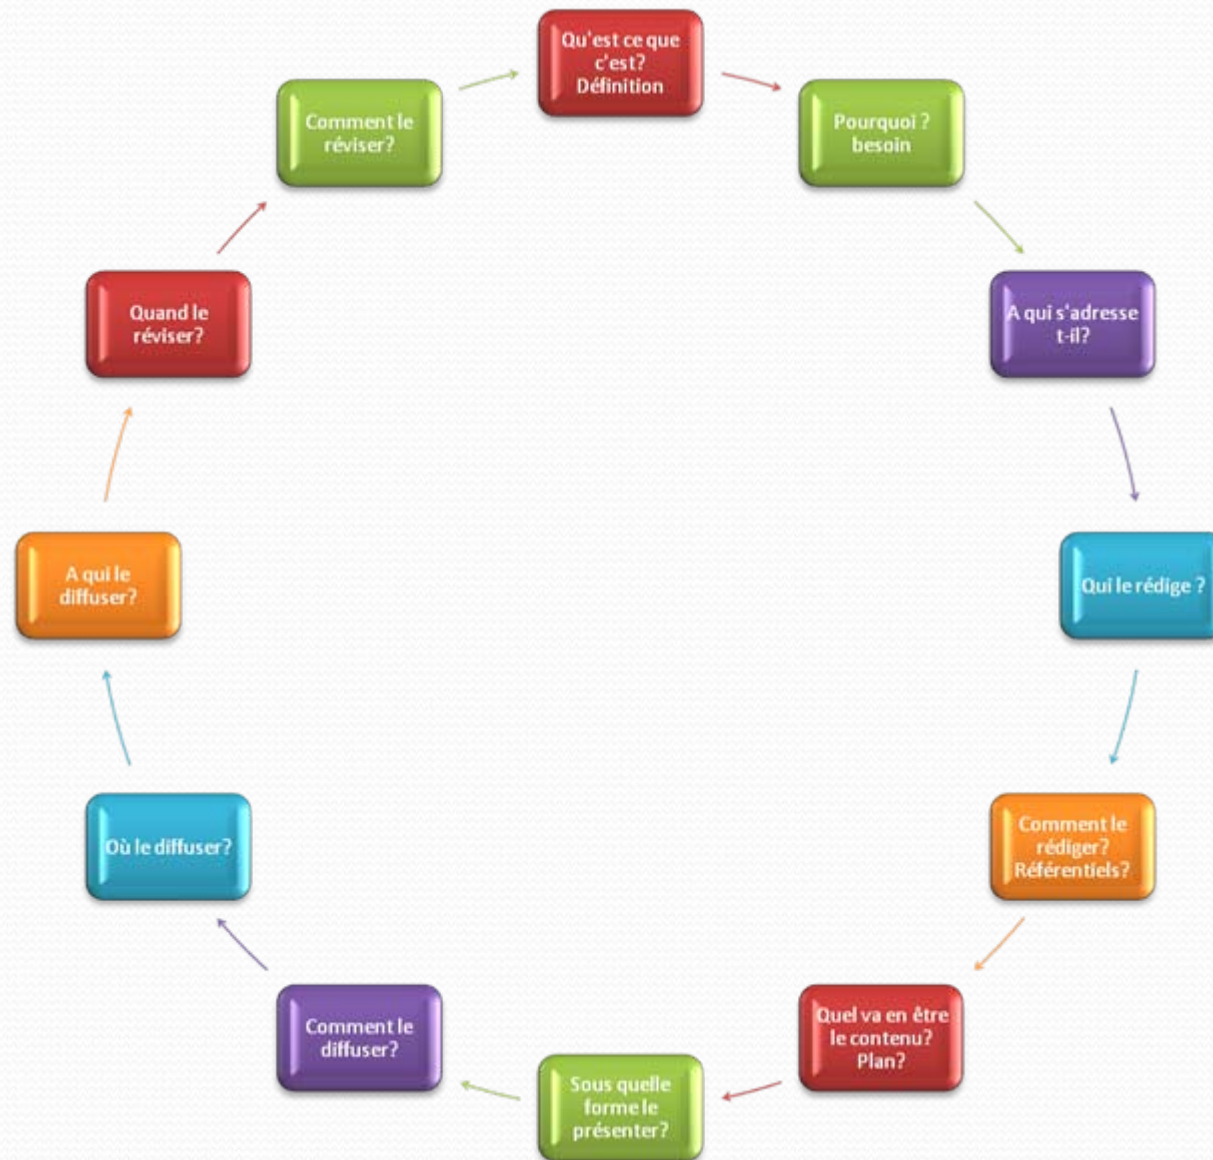 Qu'est ce que
c'est?
Définition
Pourquoi ?
besoin
A qui s'adresse
t-il?
Qui le rédige ?
Comment le
rédiger?
Référentiels?
Quel va en être
le contenu?
Plan?
Sous quelle
forme le
présenter?
Comment le
diffuser?
Où le diffuser?
A qui le
diffuser?
Quand le
réviser?
Comment le
réviser?